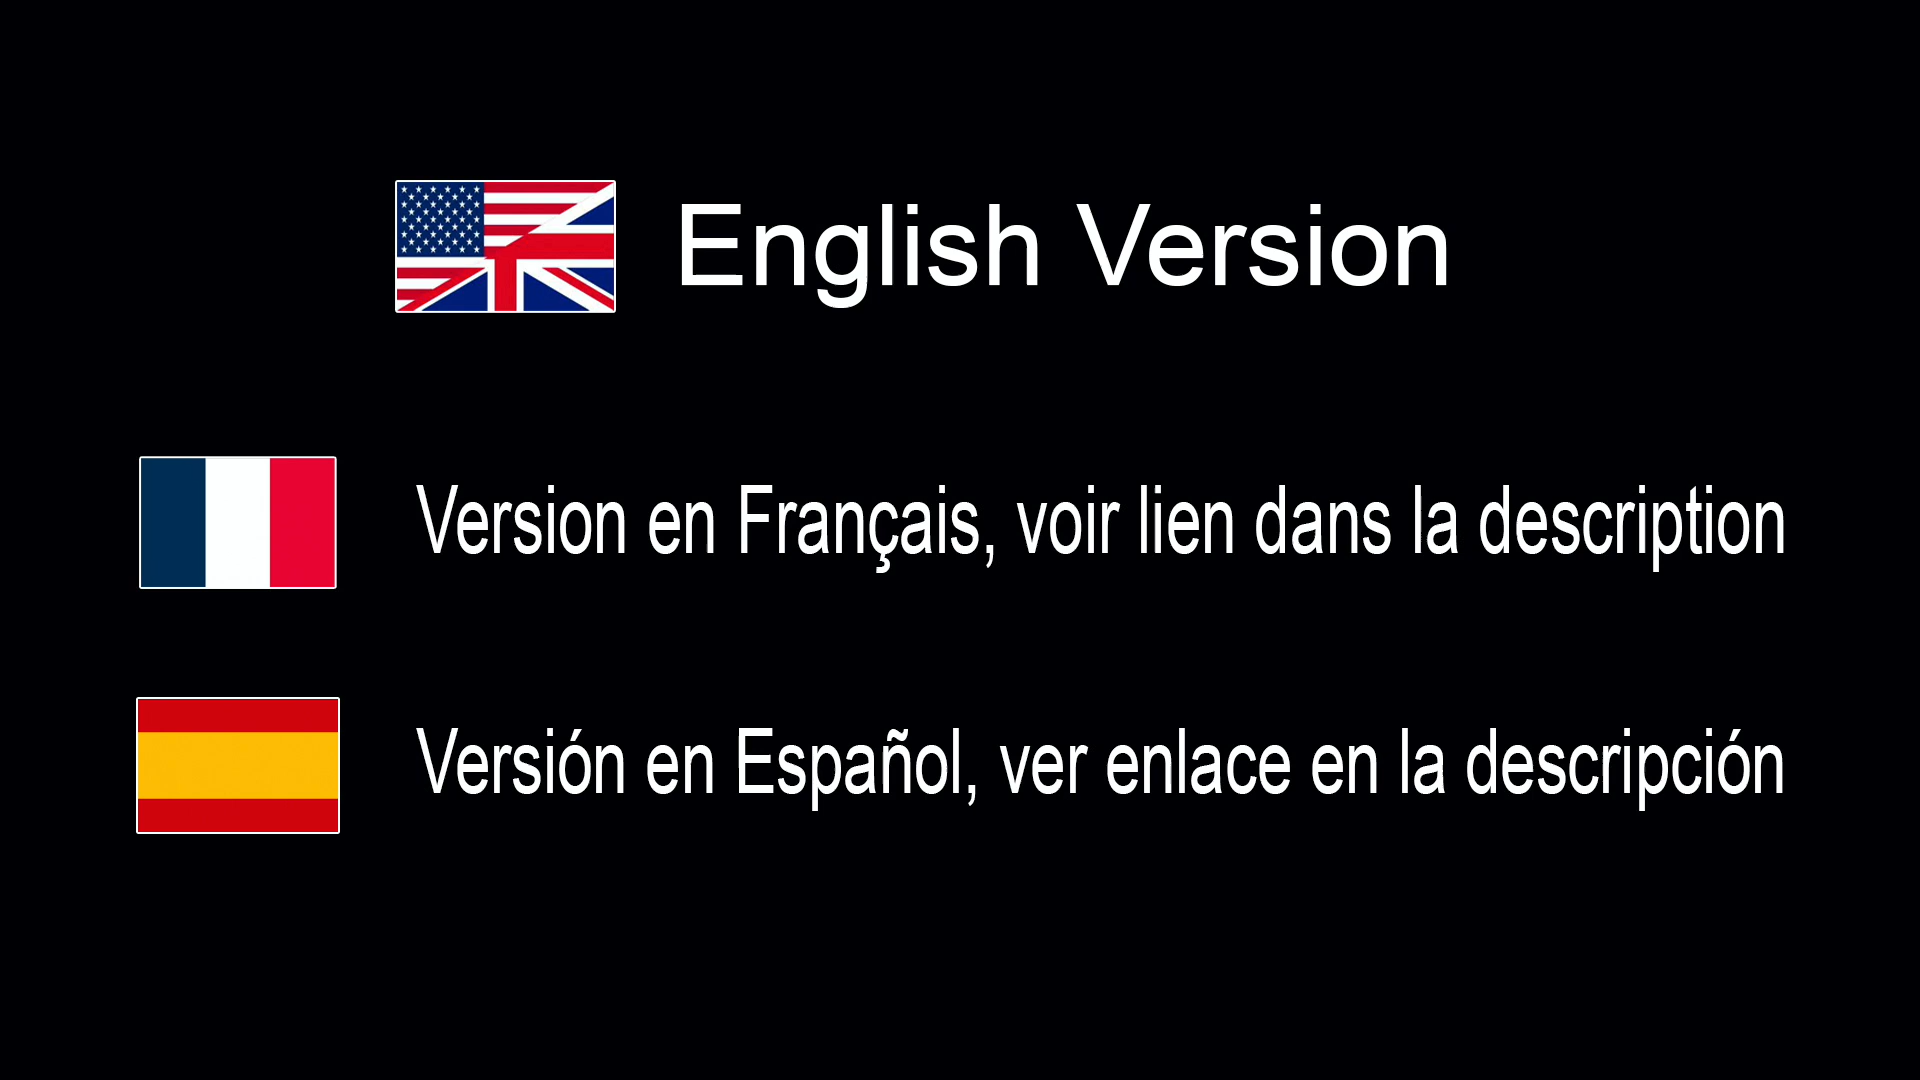 English Version
Version en Français, voir lien dans la description
Versión en Español, ver enlace en la descripción